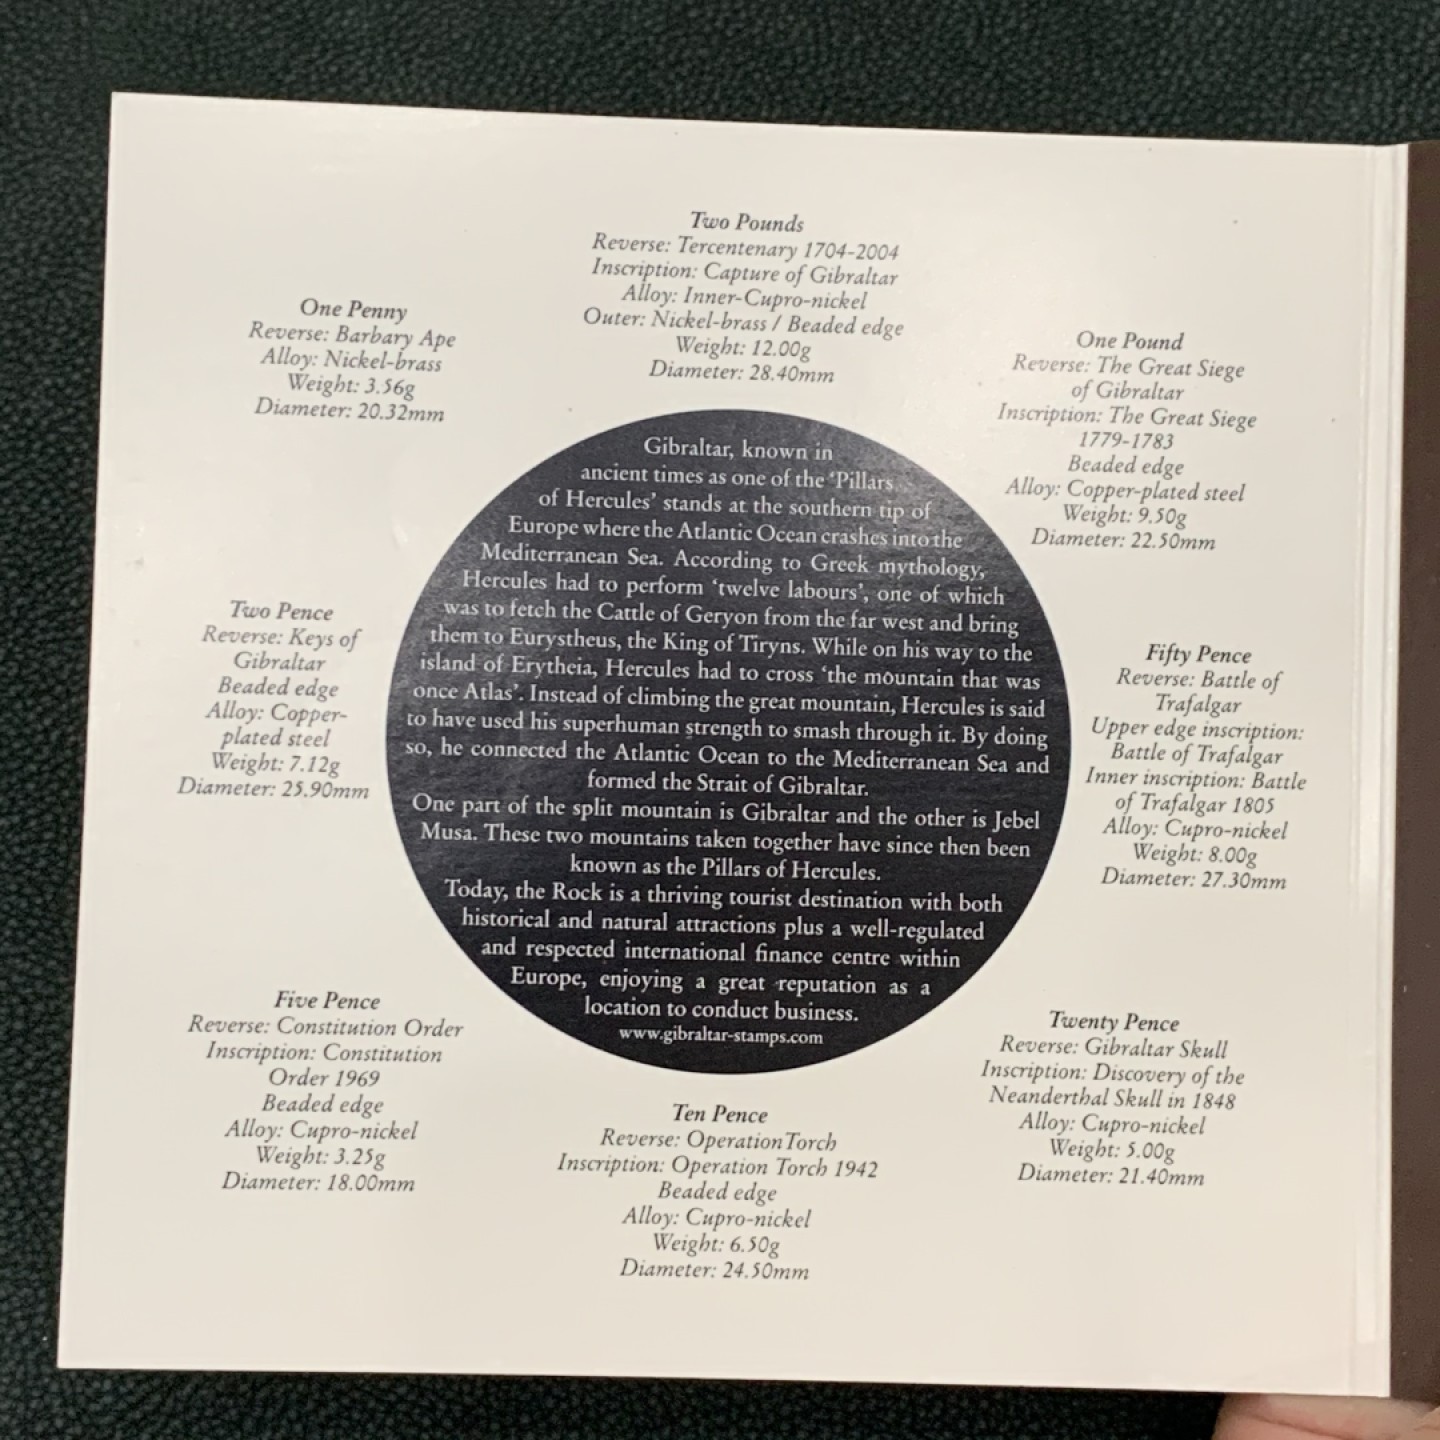 Two Pounds
Reverse: Tercentenary 1704-2004
Inscription: Capture of Gibraltar
Alloy: Inner-Cupro-nickel
Outer: Nickel-brass / Beaded edge
Weight: 12.00g
Diameter: 28.40mm
One Penny
Reverse: Barbary Ape
Alloy: Nickel-brass
Weight: 3.56g
Diameter: 20.32mm
One Pound
Reverse: The Great Siege
of Gibraltar
Inscription: The Great Siege
1779-1783
Beaded edge
Alloy: Copper-plated steel
Weight: 9.50g
Diameter: 22.50mm
Gibraltar, known in
ancient times as one of the ‘Pillars
of Hercules’ stands at the southern tip of
Europe where the Atlantic Ocean crashes into the
Mediterranean Sea. According to Greek mythology,
Hercules had to perform ‘twelve labours’, one of which
was to fetch the Cattle of Geryon from the far west and bring
them to Eurystheus, the King of Tiryns. While on his way to the
island of Erytheia, Hercules had to cross ‘the mountain that was
once Atlas’. Instead of climbing the great mountain, Hercules is said
to have used his superhuman strength to smash through it. By doing
so, he connected the Atlantic Ocean to the Mediterranean Sea and
formed the Strait of Gibraltar.
One part of the split mountain is Gibraltar and the other is Jebel
Musa. These two mountains taken together have since then been
known as the Pillars of Hercules.
Today, the Rock is a thriving tourist destination with both
historical and natural attractions plus a well-regulated
and respected international finance centre within
Europe, enjoying a great reputation as a
location to conduct business.
www.gibraltar-stamps.com
Two Pence
Reverse: Keys of
Gibraltar
Beaded edge
Alloy: Copper-
plated steel
Weight: 7.12g
Diameter: 25.90mm
Fifty Pence
Reverse: Battle of
Trafalgar
Upper edge inscription:
Battle of Trafalgar
Inner inscription: Battle
of Trafalgar 1805
Alloy: Cupro-nickel
Weight: 8.00g
Diameter: 27.30mm
Five Pence
Reverse: Constitution Order
Inscription: Constitution
Order 1969
Beaded edge
Alloy: Cupro-nickel
Weight: 3.25g
Diameter: 18.00mm
Ten Pence
Reverse: Operation Torch
Inscription: Operation Torch 1942
Beaded edge
Alloy: Cupro-nickel
Weight: 6.50g
Diameter: 24.50mm
Twenty Pence
Reverse: Gibraltar Skull
Inscription: Discovery of the
Neanderthal Skull in 1848
Alloy: Cupro-nickel
Weight: 5.00g
Diameter: 21.40mm